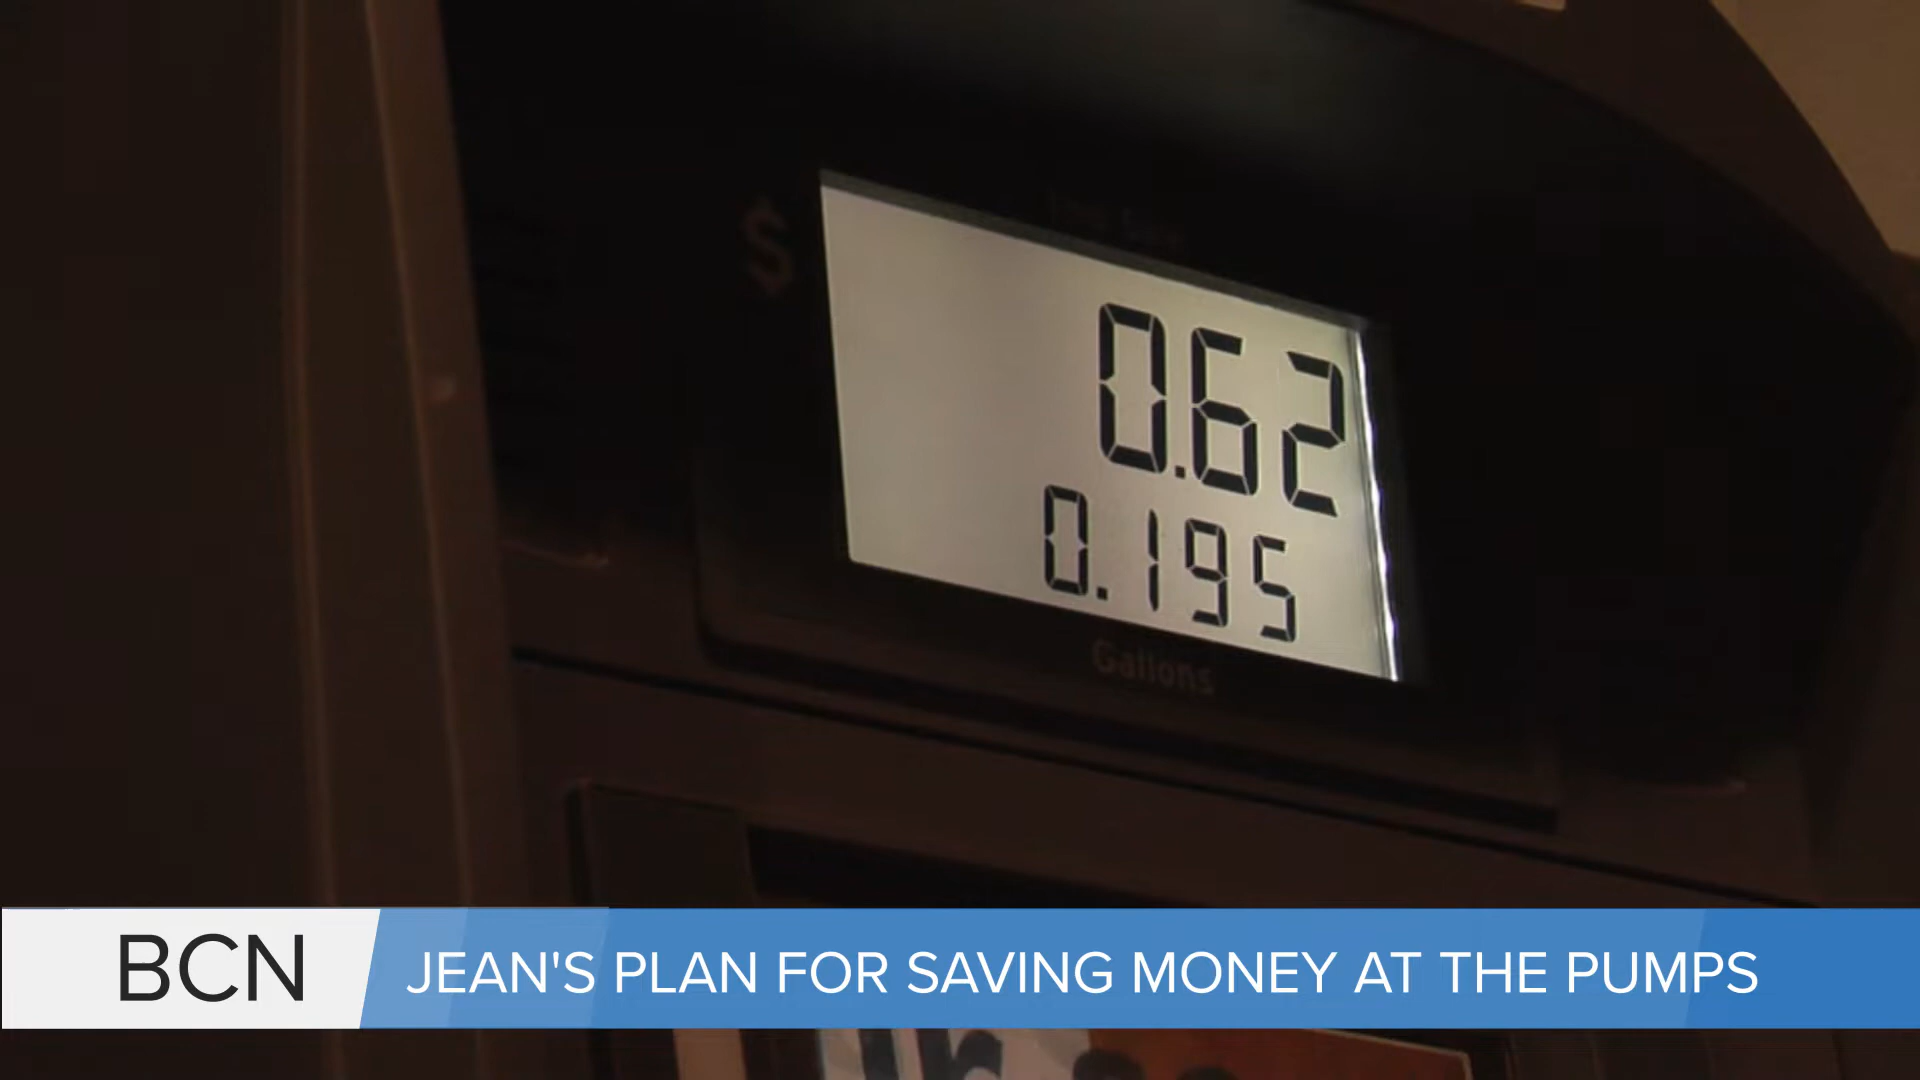 $
0.62
0.195
Gallons
BCN
JEAN'S PLAN FOR SAVING MONEY AT THE PUMPS